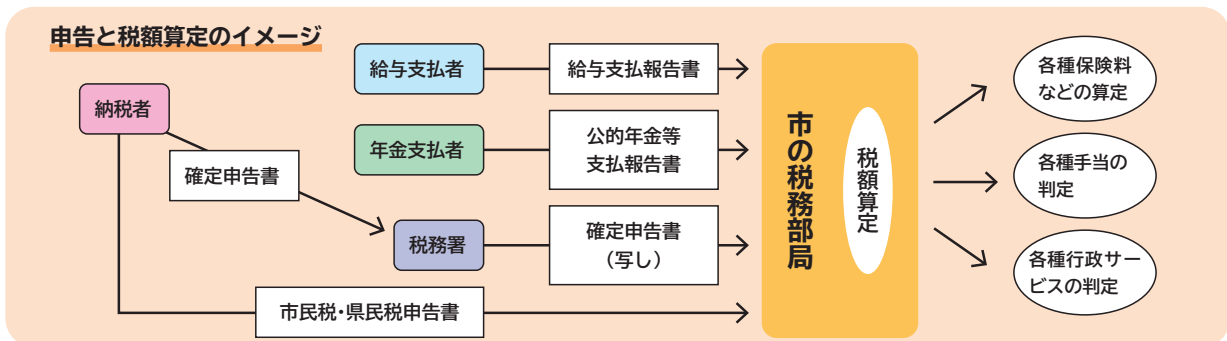 申告と税額算定のイメージ
納税者
確定申告書
給与支払者
給与支払報告書
年金支払者
公的年金等
支払報告書
税務署
確定申告書
（写し）
市民税・県民税申告書
市の税務部局
税額算定
各種保険料
などの算定
各種手当の
判定
各種行政サー
ビスの判定